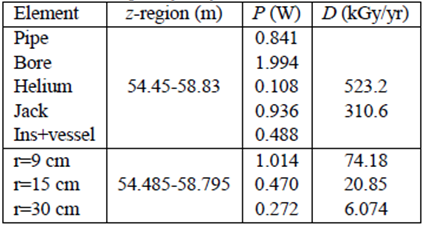 Element z-region (m) P (W) D (kGy/yr)
Pipe 0.841
Bore 1.994
Helium 54.45-58.83 0.108 523.2
Jack 0.936 310.6
Ins+vessel 0.488
r=9 cm 1.014 74.18
r=15 cm 54.485-58.795 0.470 20.85
r=30 cm 0.272 6.074